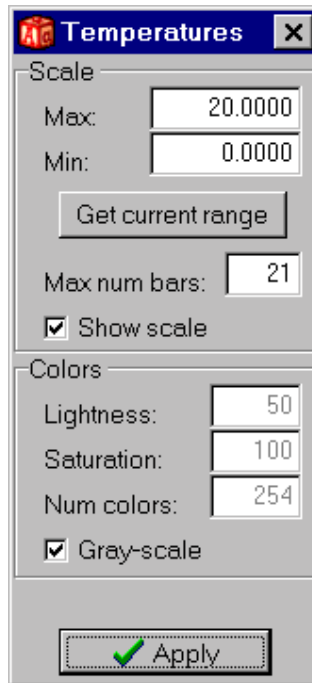 Temperatures
Scale
Max: 20.0000
Min: 0.0000
Get current range
Max num bars: 21
Show scale
Colors
Lightness: 50
Saturation: 100
Num colors: 254
Gray-scale
Apply